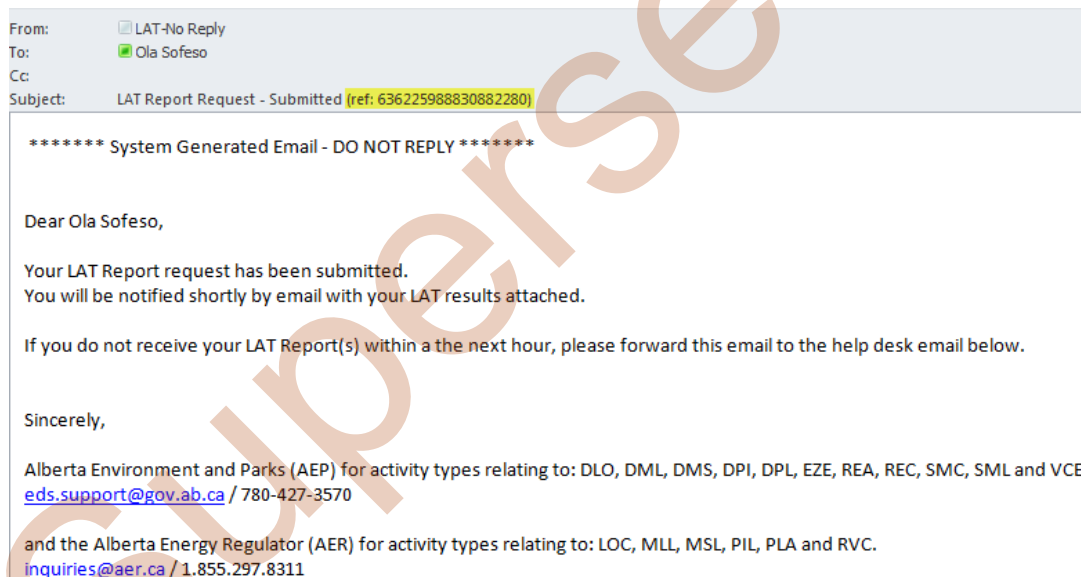 From: LAT-No Reply
To: Ola Sofeso
Cc:
Subject: LAT Report Request - Submitted (ref: 636225988830882280)
******* System Generated Email - DO NOT REPLY *******
Dear Ola Sofeso,
Your LAT Report request has been submitted.
You will be notified shortly by email with your LAT results attached.
If you do not receive your LAT Report(s) within a the next hour, please forward this email to the help desk email below.
Sincerely,
Alberta Environment and Parks (AEP) for activity types relating to: DLO, DML, DMS, DPI, DPL, EZE, REA, REC, SMC, SML and VCE
eds.support@gov.ab.ca / 780-427-3570
and the Alberta Energy Regulator (AER) for activity types relating to: LOC, MLL, MSL, PIL, PLA and RVC.
inquiries@aer.ca / 1.855.297.8311
Superse